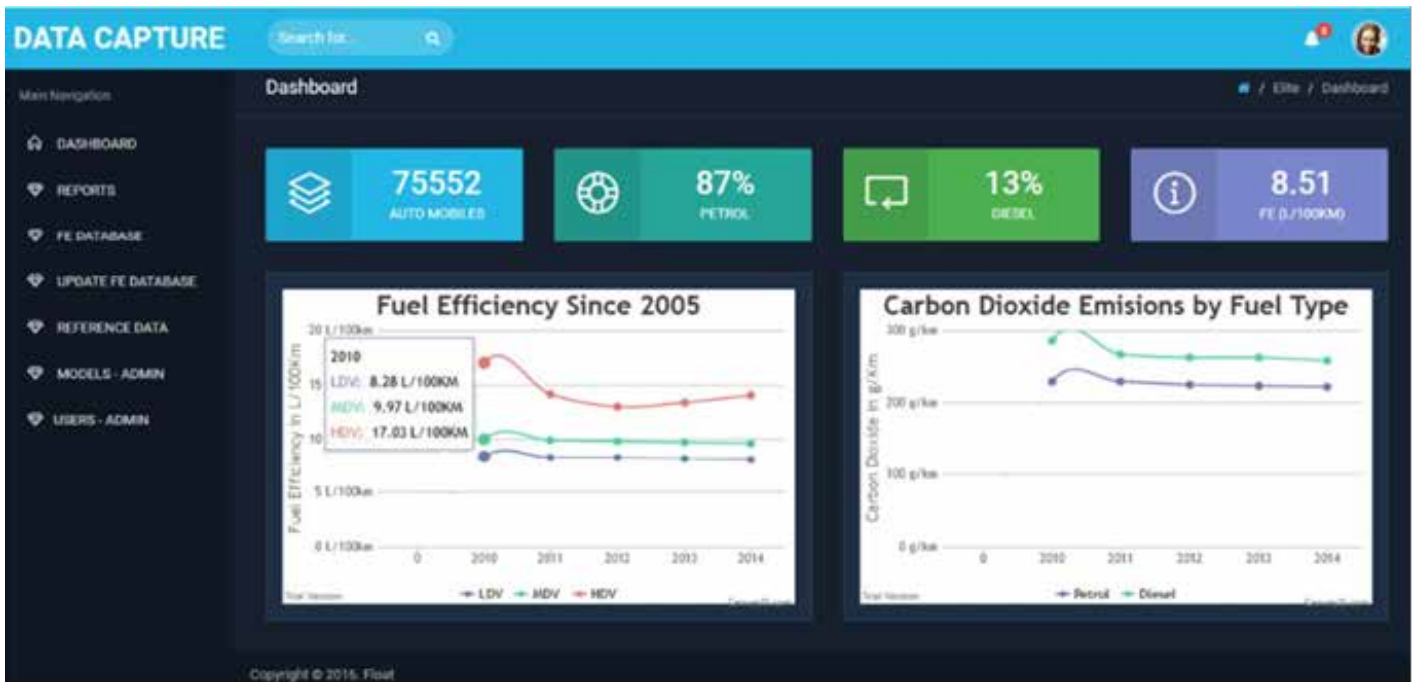 DATA CAPTURE
Search for...
Main Navigation
Dashboard
/ Elite / Dashboard
DASHBOARD
REPORTS
FE DATABASE
UPDATE FE DATABASE
REFERENCE DATA
MODELS - ADMIN
USERS - ADMIN
75552
AUTO MOBILES
87%
PETROL
13%
DIESEL
8.51
FE (L/100KM)
Fuel Efficiency Since 2005
Fuel Efficiency in L/100Km
20 L/100km
15
10
5 L/100km
0 L/100km
2010
LDV: 8.28 L/100KM
MDV: 9.97 L/100KM
HDV: 17.03 L/100KM
0 2010 2011 2012 2013 2014
LDV MDV HDV
Trial Version
CanvasJS.com
Carbon Dioxide Emisions by Fuel Type
Carbon Dioxide in g/Km
300 g/km
200 g/km
100 g/km
0 g/km
0 2010 2011 2012 2013 2014
Petrol Diesel
Trial Version
CanvasJS.com
Copyright © 2016. Float